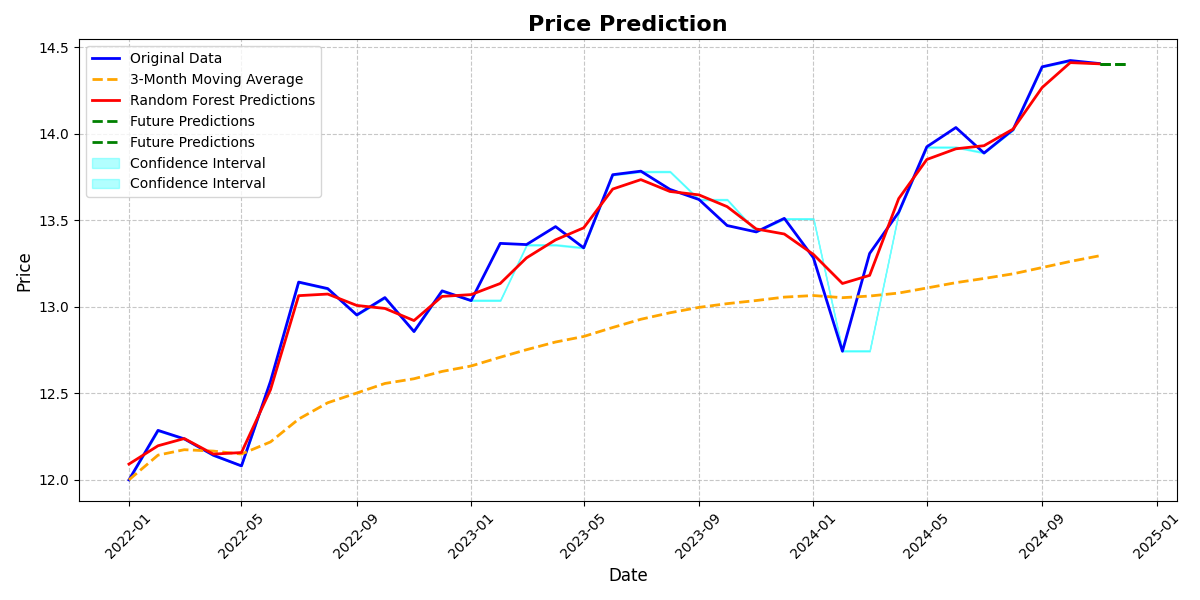 Price Prediction
Original Data
3-Month Moving Average
Random Forest Predictions
Future Predictions
Future Predictions
Confidence Interval
Confidence Interval
Price
14.5
14.0
13.5
13.0
12.5
12.0
2022-01
2022-05
2022-09
2023-01
2023-05
2023-09
2024-01
2024-05
2024-09
2025-01
Date